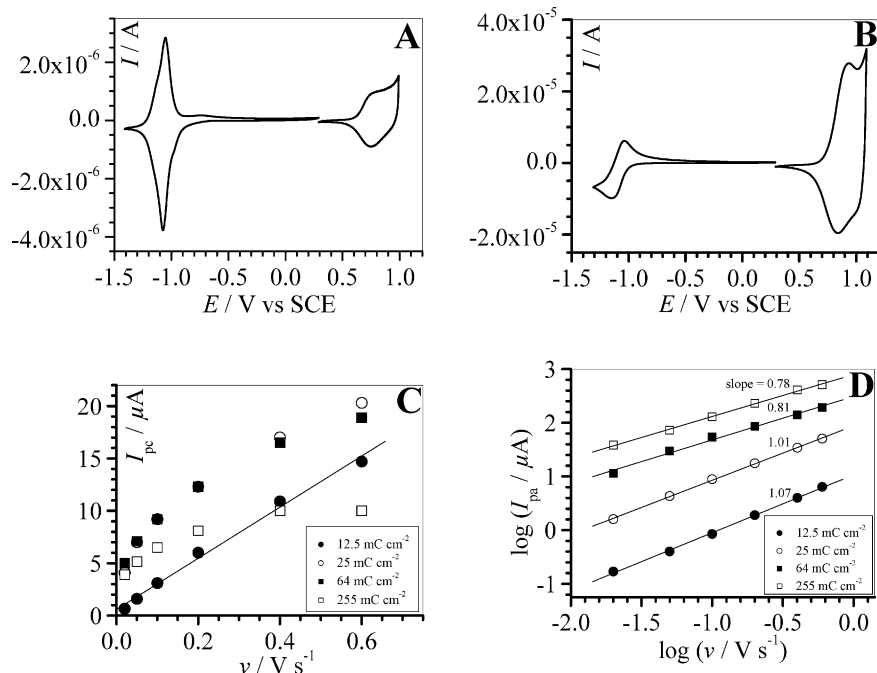 A
I / A
2.0x10⁻⁶
0.0
-2.0x10⁻⁶
-4.0x10⁻⁶
-1.5 -1.0 -0.5 0.0 0.5 1.0
E / V vs SCE
B
I / A
4.0x10⁻⁵
2.0x10⁻⁵
0.0
-2.0x10⁻⁵
-1.5 -1.0 -0.5 0.0 0.5 1.0
E / V vs SCE
C
I_pc / μA
20
15
10
5
0
12.5 mC cm⁻²
25 mC cm⁻²
64 mC cm⁻²
255 mC cm⁻²
0.0 0.2 0.4 0.6
v / V s⁻¹
D
log (I_pa / μA)
3
2
1
0
-1
slope = 0.78
0.81
1.01
1.07
12.5 mC cm⁻²
25 mC cm⁻²
64 mC cm⁻²
255 mC cm⁻²
-2.0 -1.5 -1.0 -0.5 0.0
log (v / V s⁻¹)